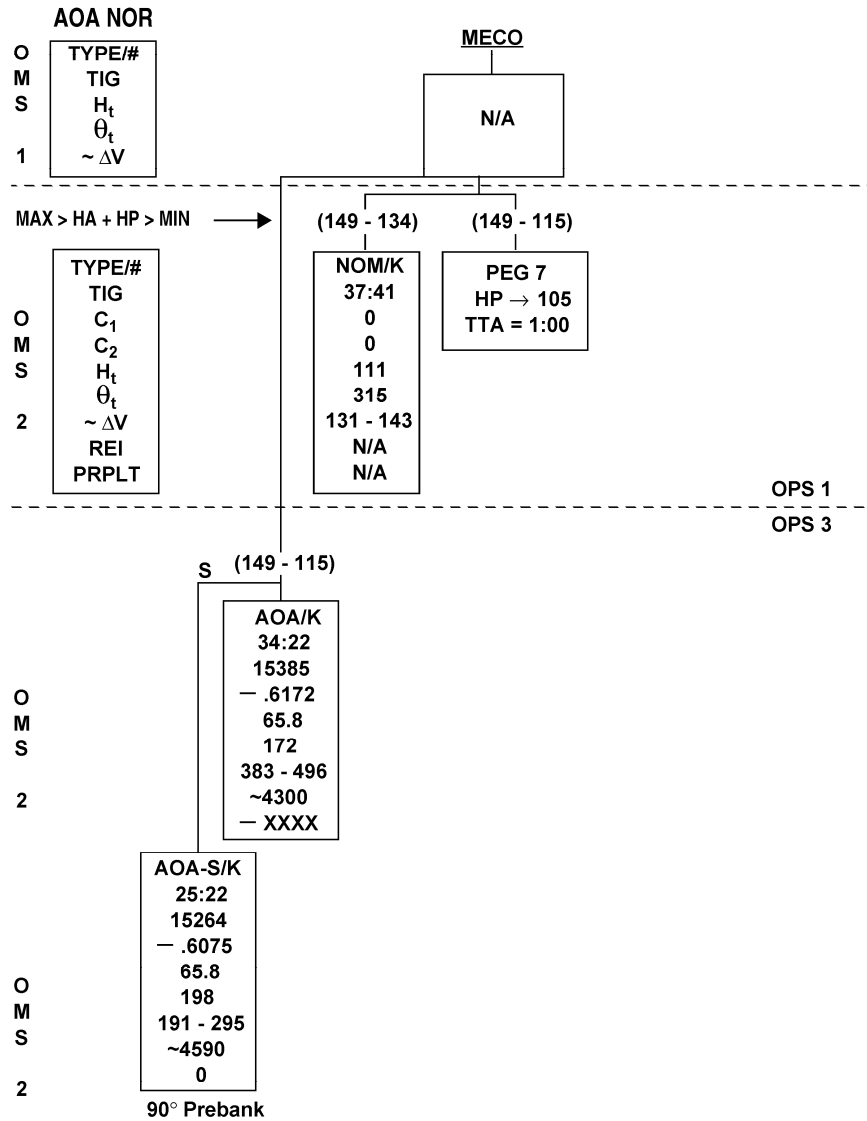 AOA NOR
O
M
S
1
TYPE/#
TIG
Ht
θt
~ ΔV
MECO
N/A
MAX > HA + HP > MIN
(149 - 134)
(149 - 115)
O
M
S
2
TYPE/#
TIG
C1
C2
Ht
θt
~ ΔV
REI
PRPLT
NOM/K
37:41
0
0
111
315
131 - 143
N/A
N/A
PEG 7
HP → 105
TTA = 1:00
OPS 1
OPS 3
S
(149 - 115)
O
M
S
2
AOA/K
34:22
15385
— .6172
65.8
172
383 - 496
~4300
— XXXX
O
M
S
2
AOA-S/K
25:22
15264
— .6075
65.8
198
191 - 295
~4590
0
90° Prebank